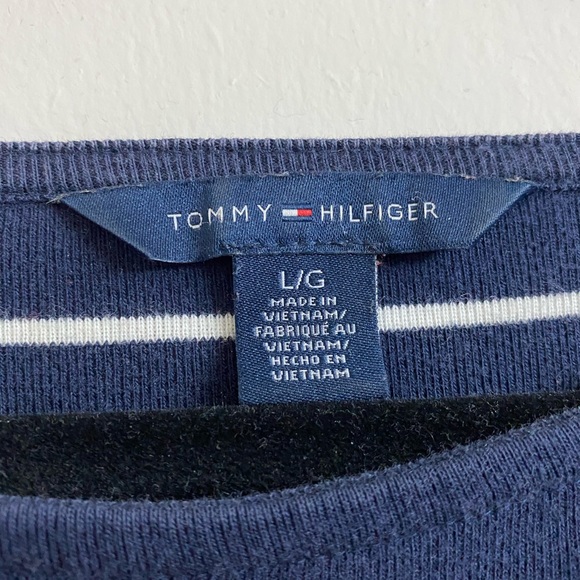 TOMMY HILFIGER
L/G
MADE IN
VIETNAM/
FABRIQUÉ AU
VIETNAM/
HECHO EN
VIETNAM